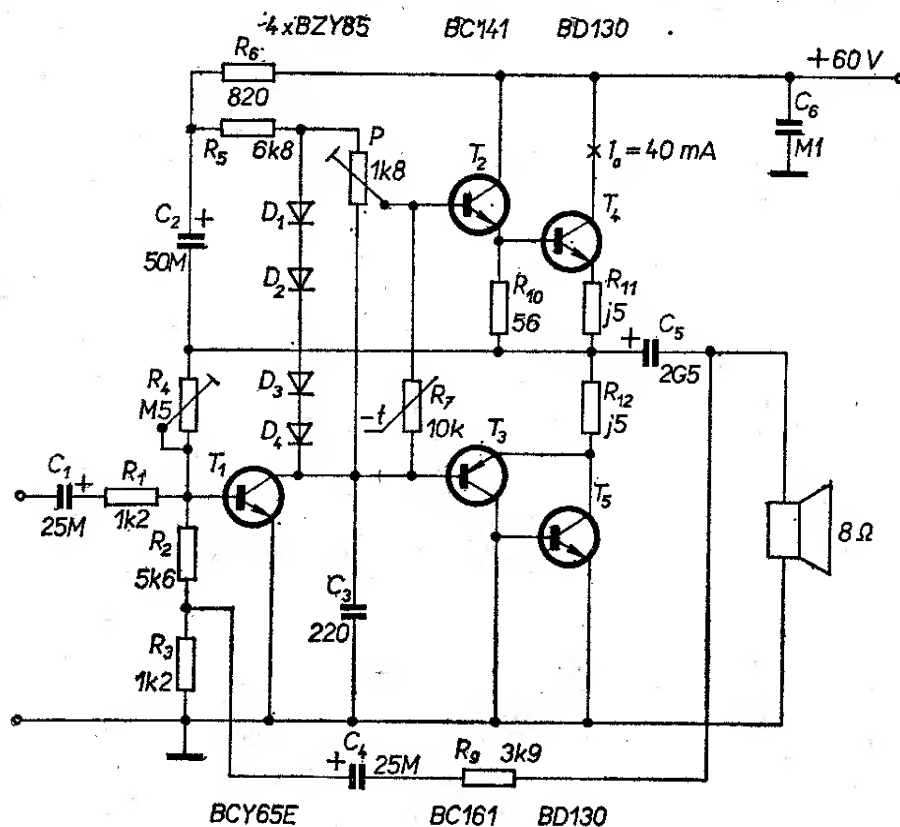 4xBZY85 BC141 BD130
R6
820
+60 V
C6
M1
R5 6k8
P
1k8
T2
I0 = 40 mA
T4
C2 +
50M
D1
D2
R10
56
R11
j5
+ C5
2G5
R4
M5
D3
D4
-t
R7
10k
R12
j5
T3
C1 +
25M
R1
1k2
T1
T5
R2
5k6
8 Ω
C3
220
R3
1k2
C4
+ 25M
R9 3k9
BCY65E BC161 BD130